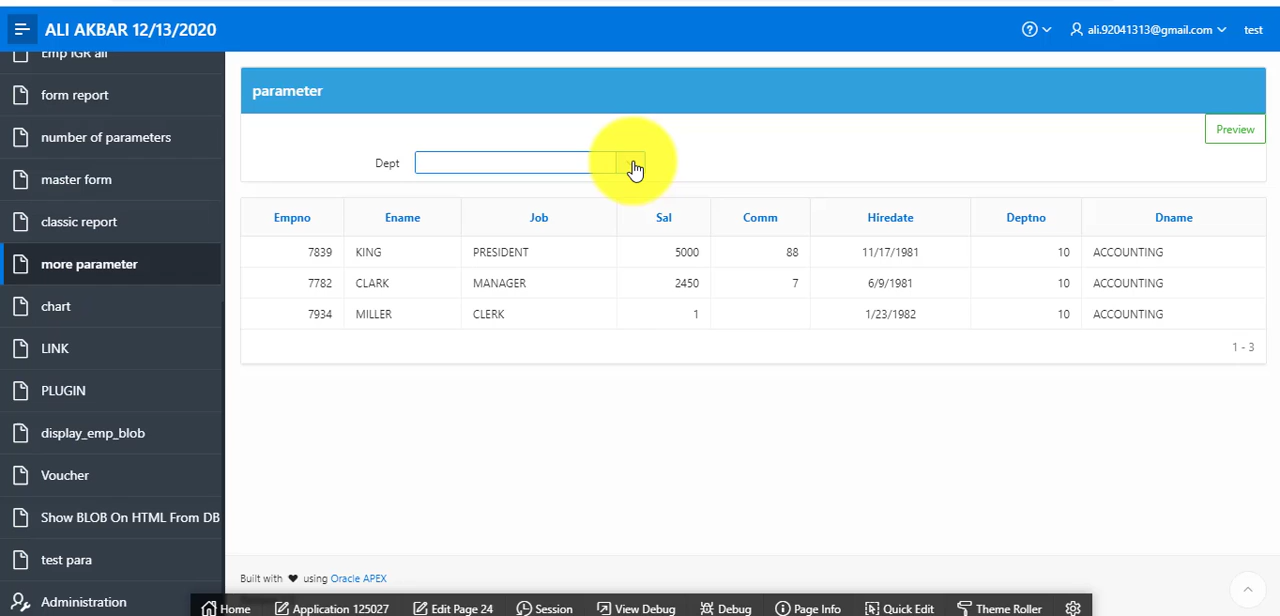 ALI AKBAR 12/13/2020
ali.92041313@gmail.com
test
Emp IGR all
form report
number of parameters
master form
classic report
more parameter
chart
LINK
PLUGIN
display_emp_blob
Voucher
Show BLOB On HTML From DB
test para
Administration
parameter
Preview
Dept
Empno Ename Job Sal Comm Hiredate Deptno Dname
7839 KING PRESIDENT 5000 88 11/17/1981 10 ACCOUNTING
7782 CLARK MANAGER 2450 7 6/9/1981 10 ACCOUNTING
7934 MILLER CLERK 1 1/23/1982 10 ACCOUNTING
1 - 3
Built with ♥ using Oracle APEX
Home Application 125027 Edit Page 24 Session View Debug Debug Page Info Quick Edit Theme Roller